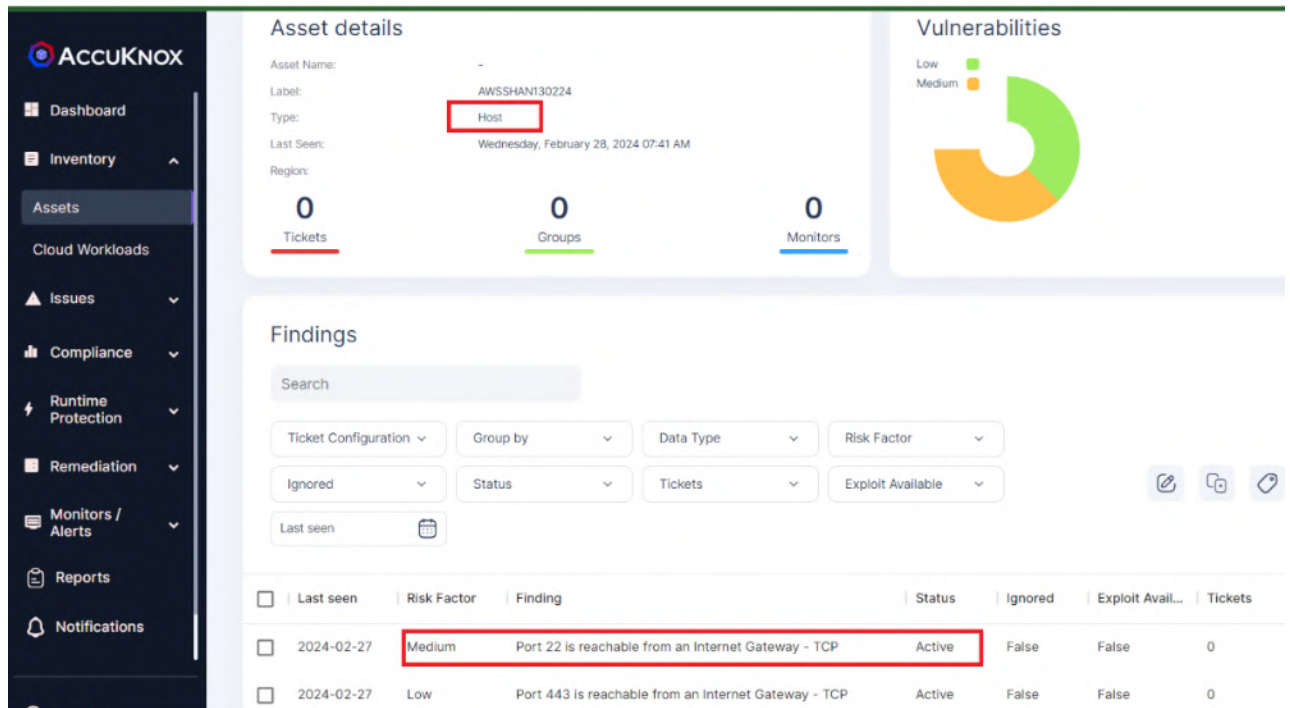 ACCUKNOX
Dashboard
Inventory
Assets
Cloud Workloads
Issues
Compliance
Runtime
Protection
Remediation
Monitors /
Alerts
Reports
Notifications
Asset details
Asset Name: -
Label: AWSSHAN130224
Type: Host
Last Seen: Wednesday, February 28, 2024 07:41 AM
Region:
0 0 0
Tickets Groups Monitors
Vulnerabilities
Low
Medium
Findings
Search
Ticket Configuration Group by Data Type Risk Factor
Ignored Status Tickets Exploit Available
Last seen
Last seen Risk Factor Finding Status Ignored Exploit Avail... Tickets
2024-02-27 Medium Port 22 is reachable from an Internet Gateway - TCP Active False False 0
2024-02-27 Low Port 443 is reachable from an Internet Gateway - TCP Active False False 0